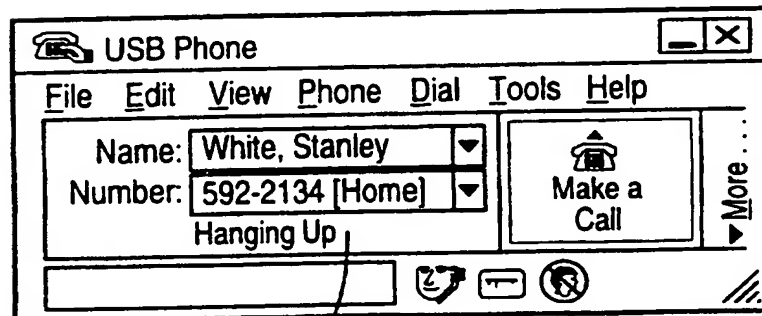 USB Phone
File Edit View Phone Dial Tools Help
Name: White, Stanley
Number: 592-2134 [Home]
Hanging Up
Make a
Call
More...